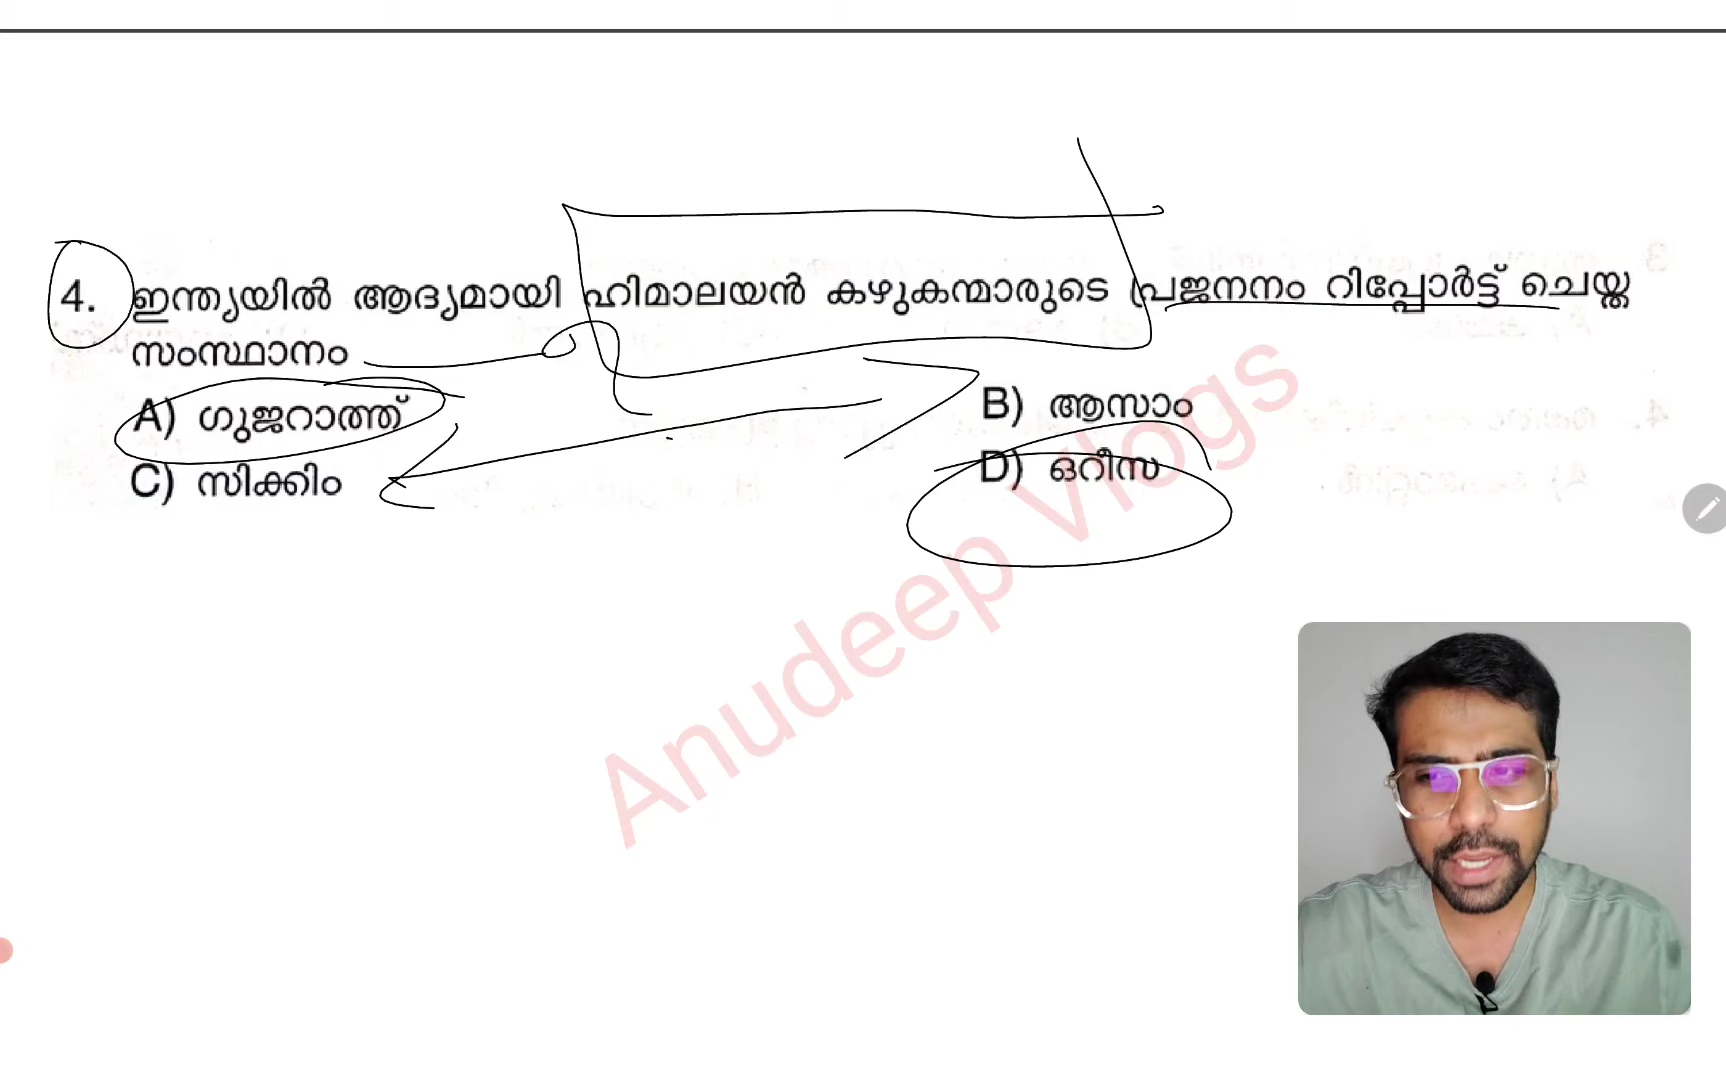 4. ഇന്ത്യയിൽ ആദ്യമായി ഹിമാലയൻ കഴുകന്മാരുടെ പ്രജനനം റിപ്പോർട്ട് ചെയ്ത
സംസ്ഥാനം
A) ഗുജറാത്ത് B) ആസാം
C) സിക്കിം D) ഒറീസ
Anudeep Vlogs